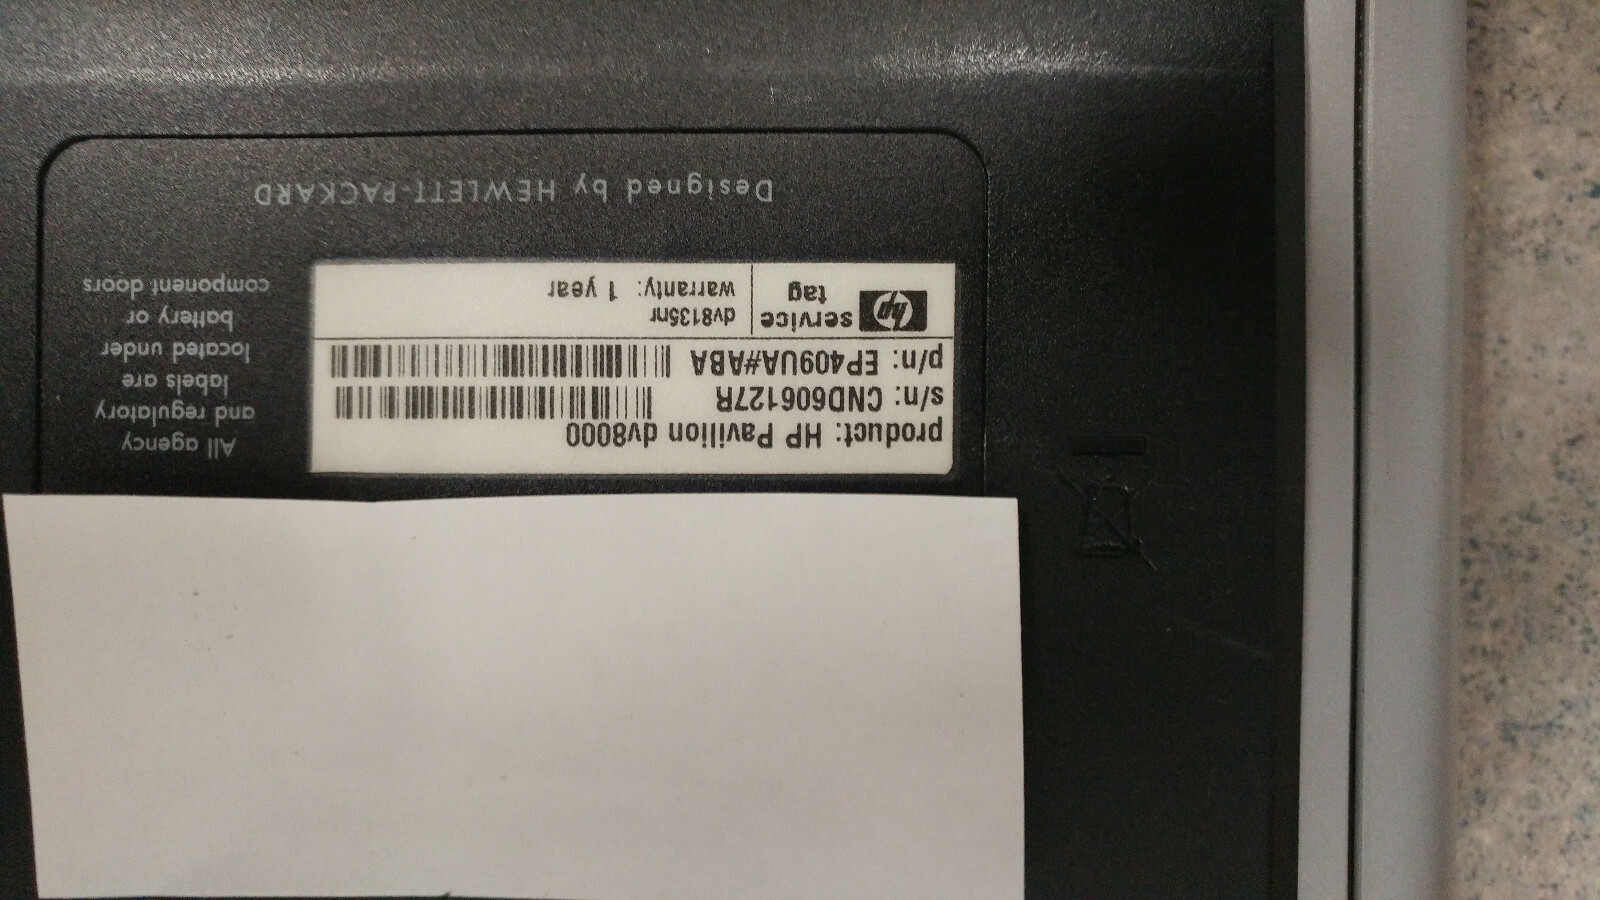 product: HP Pavilion dv8000
s/n: CND606127R
p/n: EP409UA#ABA
hp service tag
dv8135nr
warranty: 1 year
All agency
and regulatory
labels are
located under
battery or
component doors
Designed by HEWLETT-PACKARD